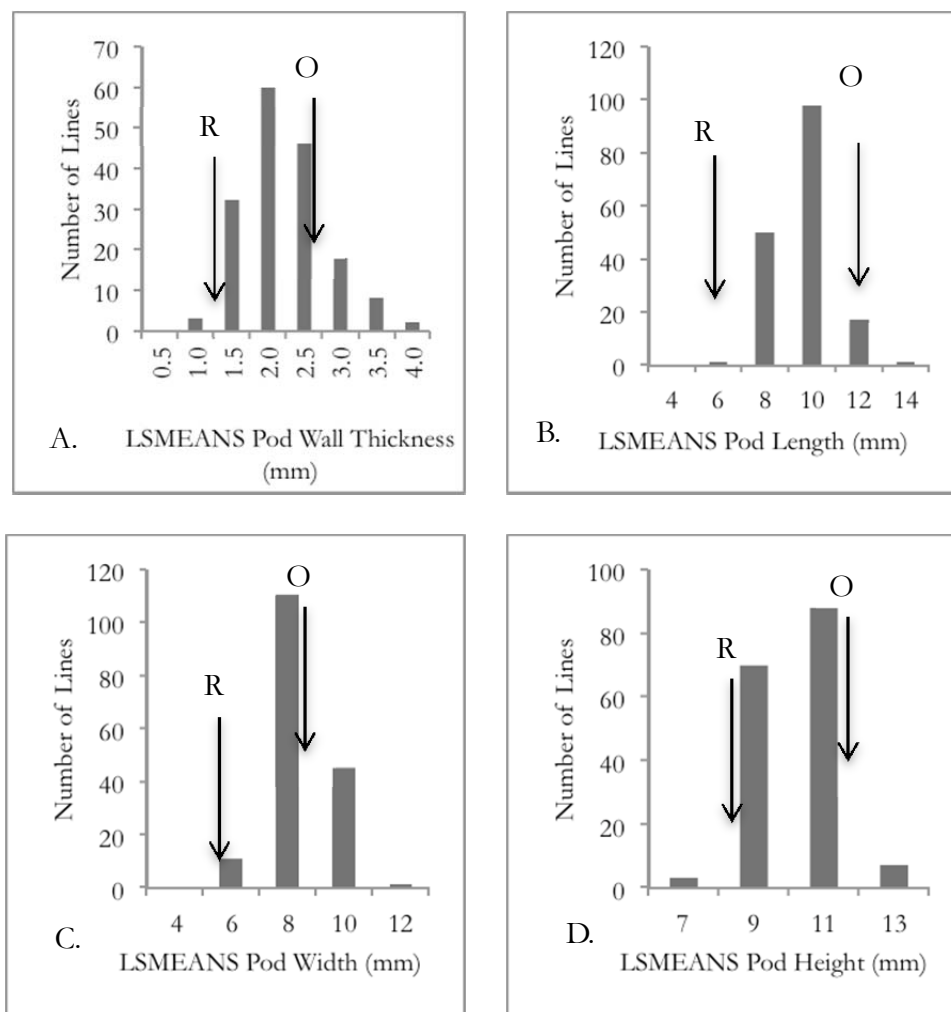 70
60
50
40
30
20
10
0
Number of Lines
R
O
0.5 1.0 1.5 2.0 2.5 3.0 3.5 4.0
A.
LSMEANS Pod Wall Thickness
(mm)
120
100
80
60
40
20
0
Number of Lines
R
O
4 6 8 10 12 14
B.
LSMEANS Pod Length (mm)
120
100
80
60
40
20
0
Number of Lines
R
O
4 6 8 10 12
C.
LSMEANS Pod Width (mm)
100
80
60
40
20
0
Number of Lines
R
O
7 9 11 13
D.
LSMEANS Pod Height (mm)